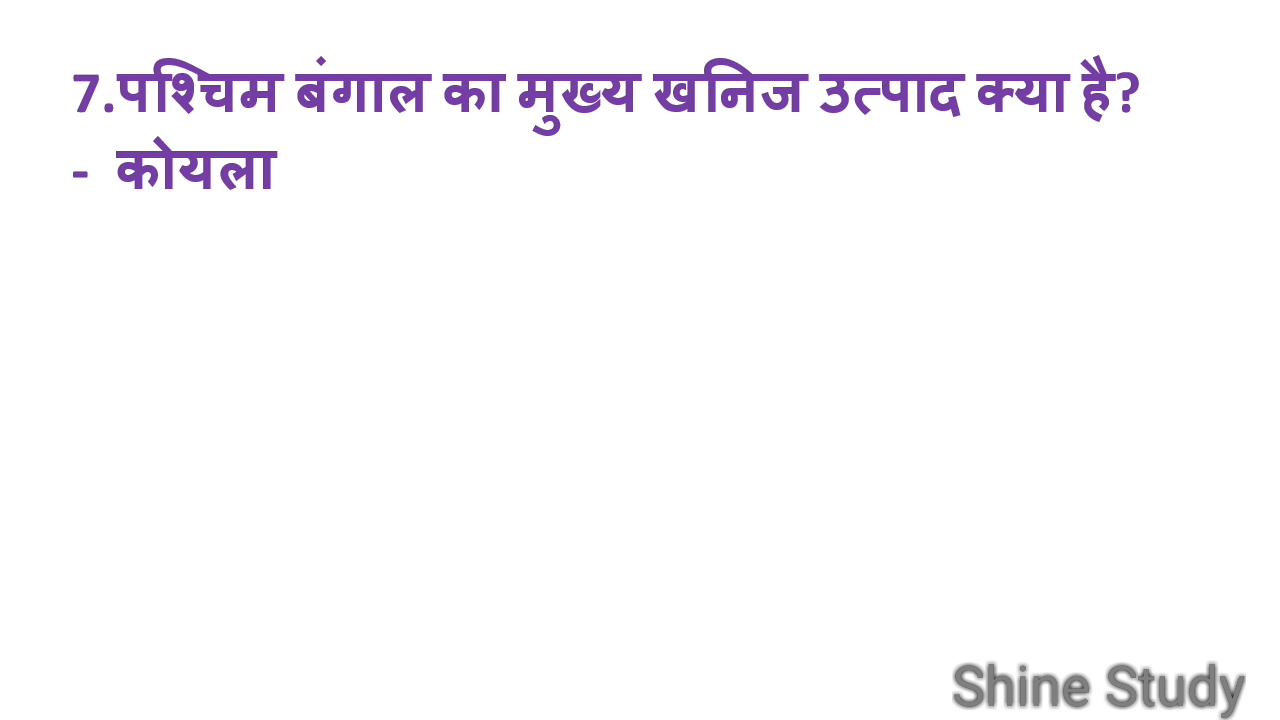 7.पश्चिम बंगाल का मुख्य खनिज उत्पाद क्या है?
- कोयला
Shine Study